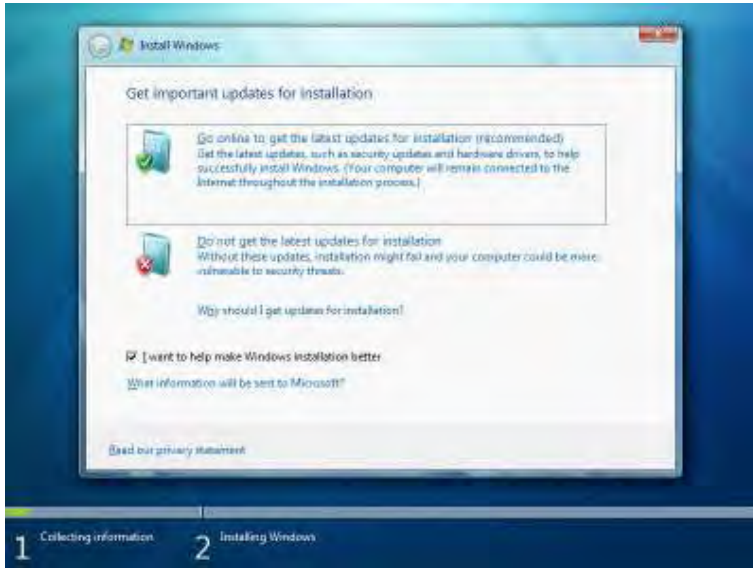 Install Windows
Get important updates for installation
Go online to get the latest updates for installation (recommended)
Get the latest updates, such as security updates and hardware drivers, to help
successfully install Windows. (Your computer will remain connected to the
Internet throughout the installation process.)
Do not get the latest updates for installation
Without these updates, installation might fail and your computer could be more
vulnerable to security threats.
Why should I get updates for installation?
I want to help make Windows installation better
What information will be sent to Microsoft?
Read our privacy statement
1 Collecting information 2 Installing Windows